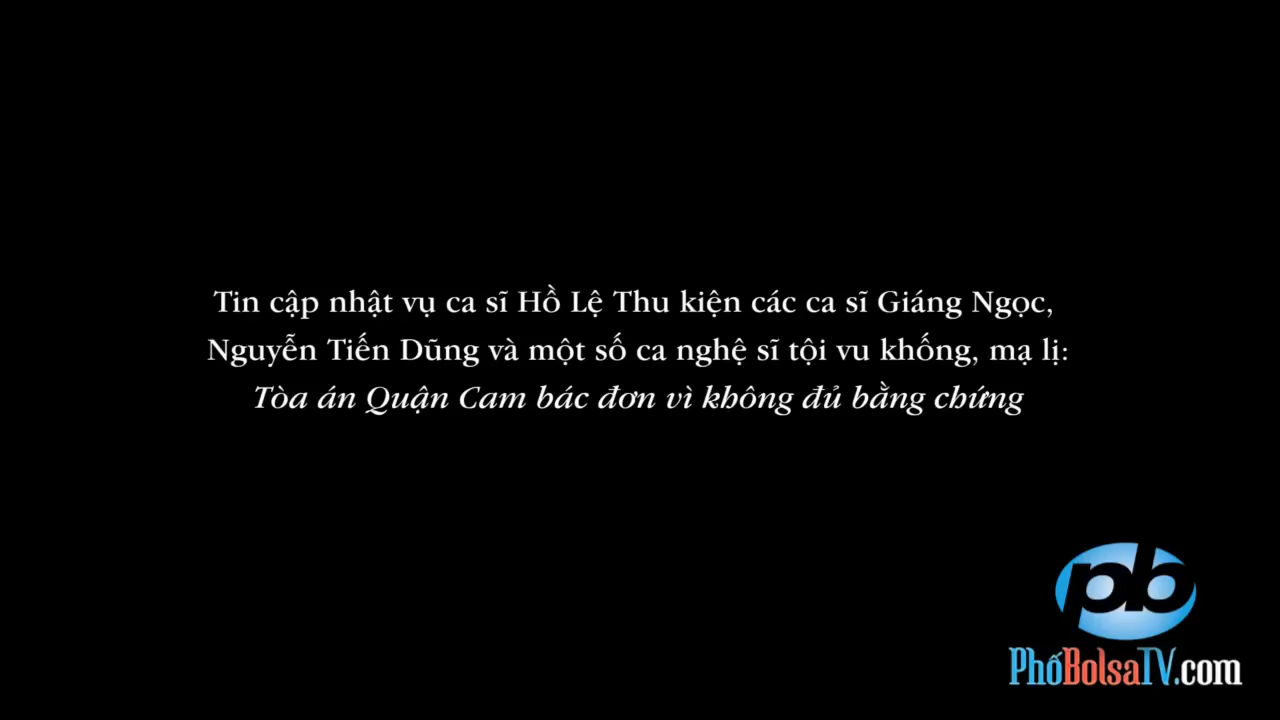 Tin cập nhật vụ ca sĩ Hồ Lệ Thu kiện các ca sĩ Giáng Ngọc,
Nguyễn Tiến Dũng và một số ca nghệ sĩ tội vu khống, mạ lị:
Tòa án Quận Cam bác đơn vì không đủ bằng chứng
pb
PhốBolsaTV.com